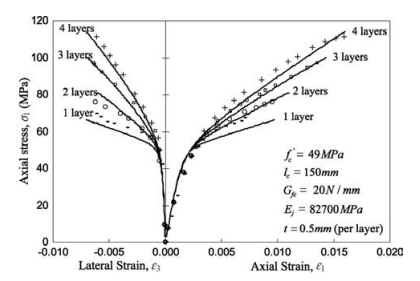 120
100
80
60
40
20
0
Axial stress, σ₁ (MPa)
4 layers
3 layers
2 layers
1 layer
4 layers
3 layers
2 layers
1 layer
f'c = 49MPa
lc = 150mm
Gfc = 20N / mm
Ej = 82700MPa
t = 0.5mm (per layer)
-0.010 -0.005 0.000 0.005 0.010 0.015 0.020
Lateral Strain, ε₃ Axial Strain, ε₁